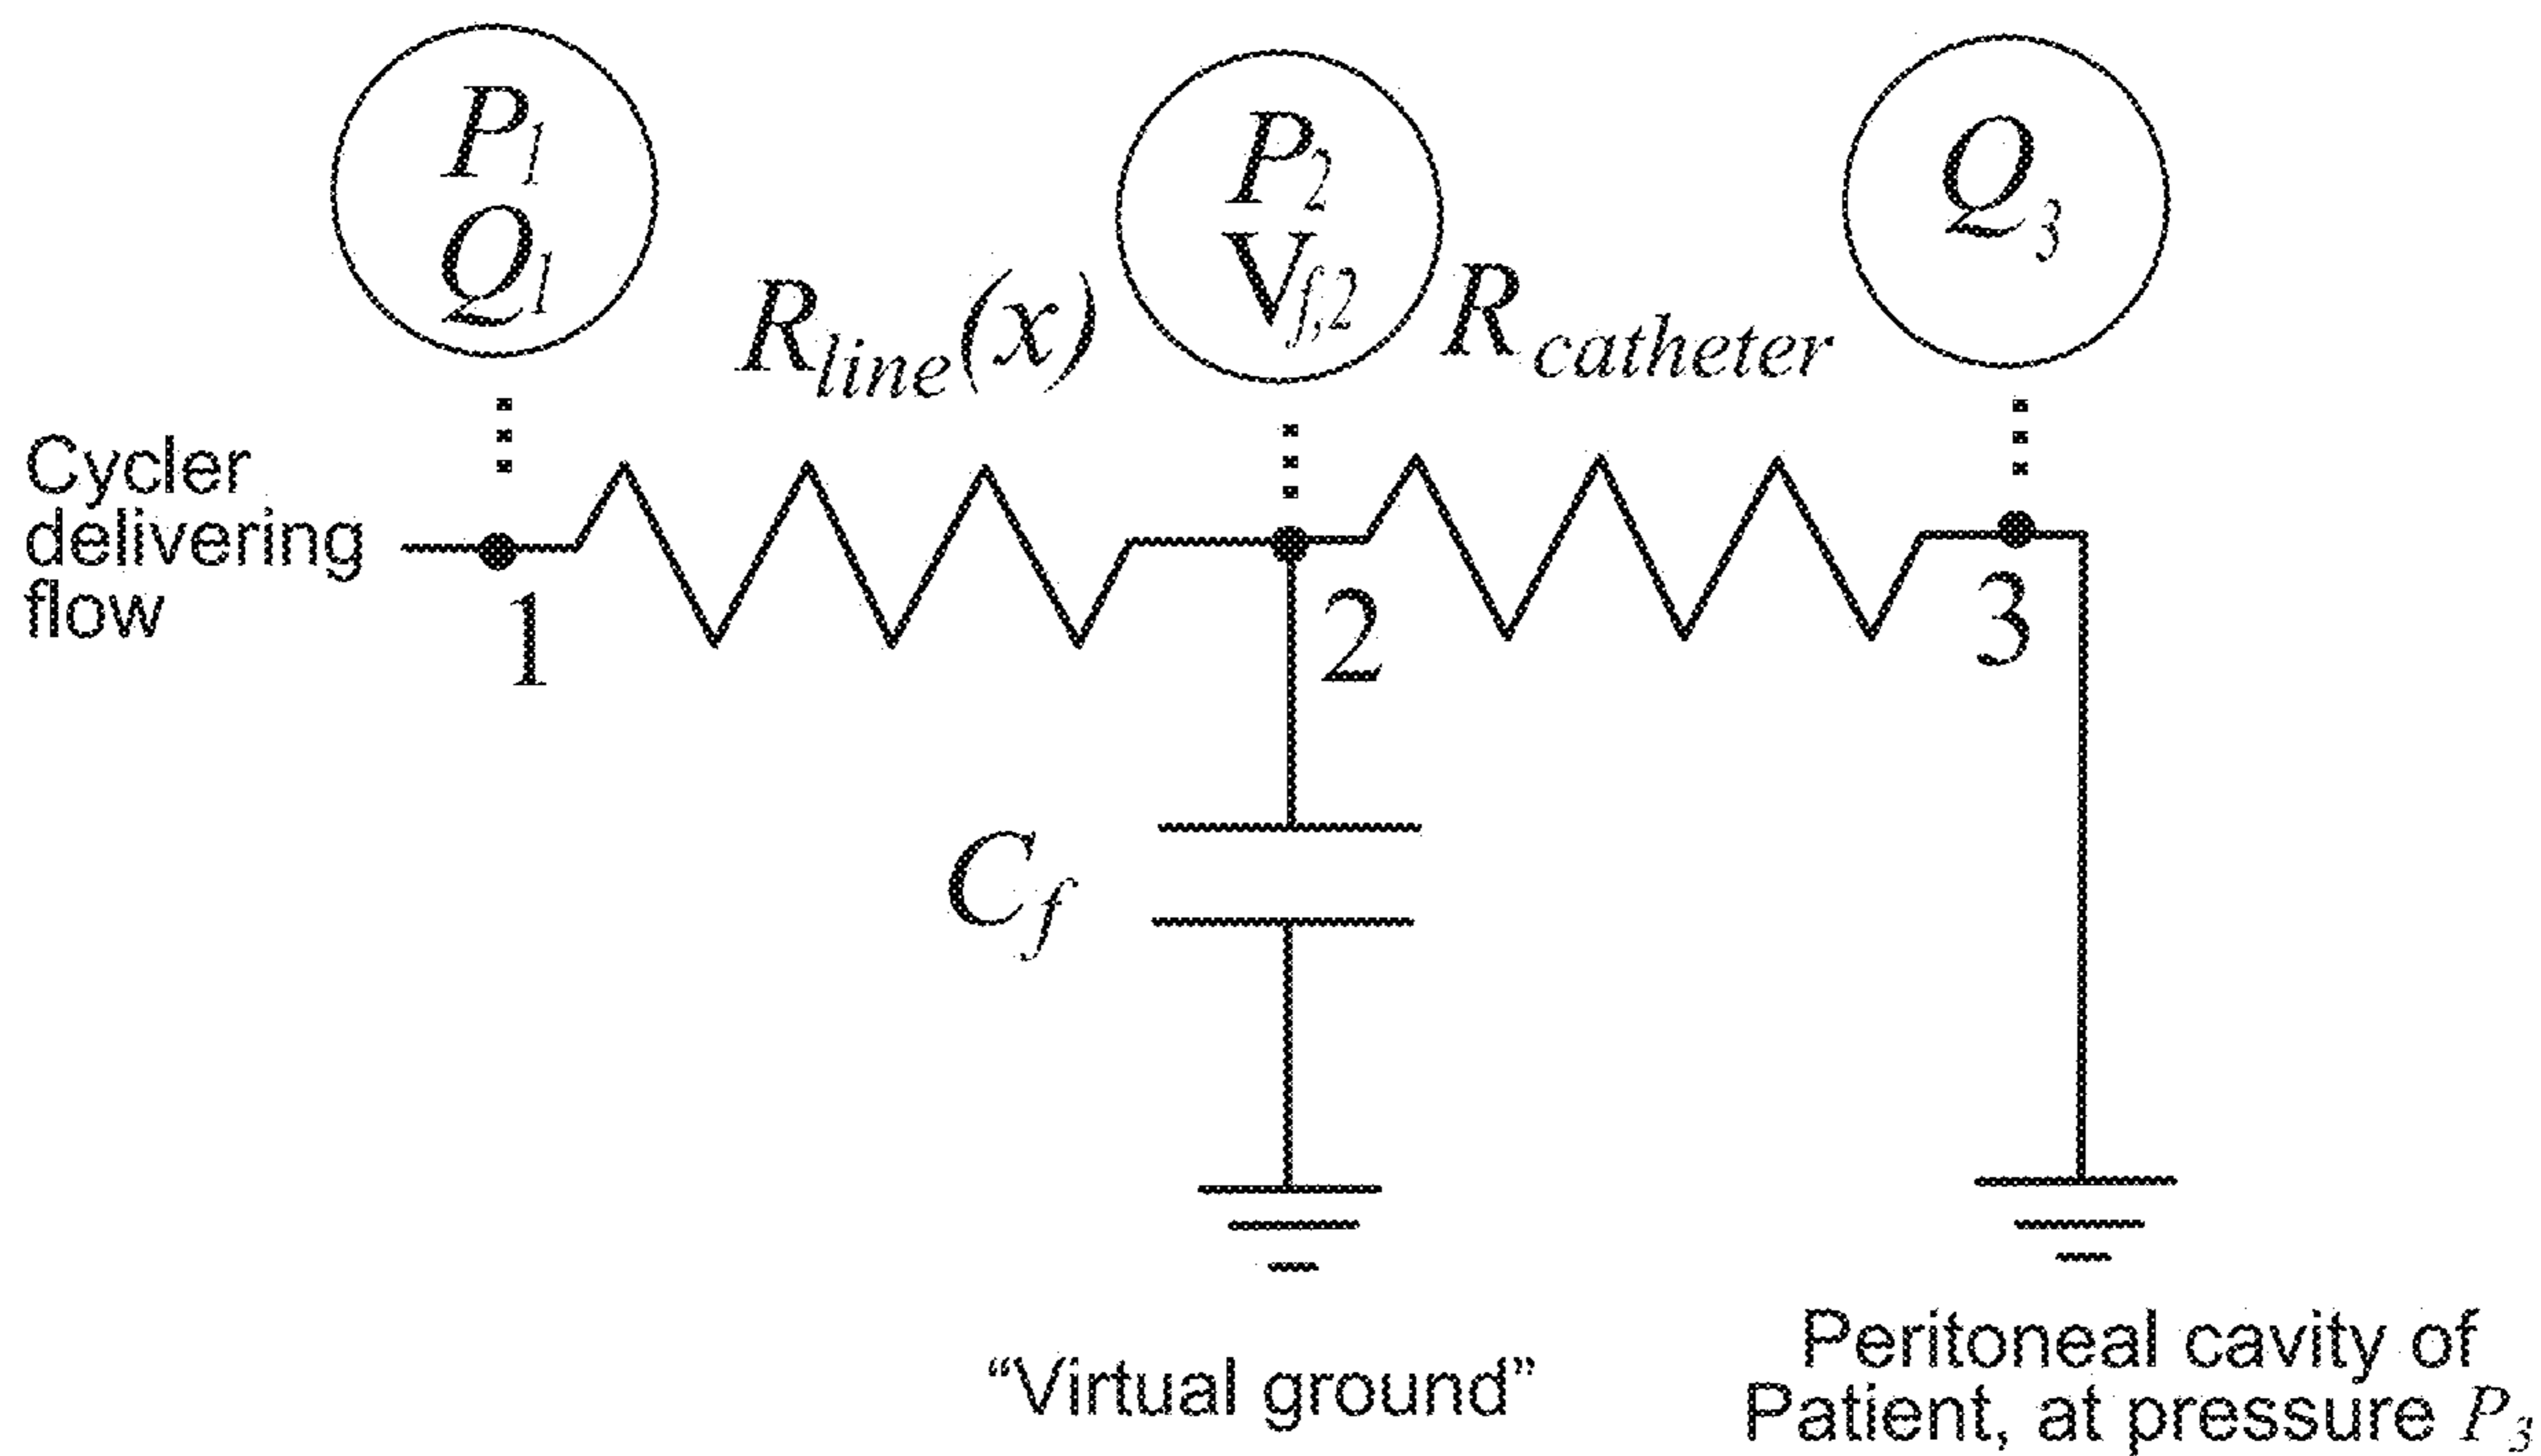 P1
Q1
P2
Vf,2
Q3
Rline(x)
Rcatheter
Cycler
delivering
flow
1
2
3
Cf
“Virtual ground”
Peritoneal cavity of
Patient, at pressure P3